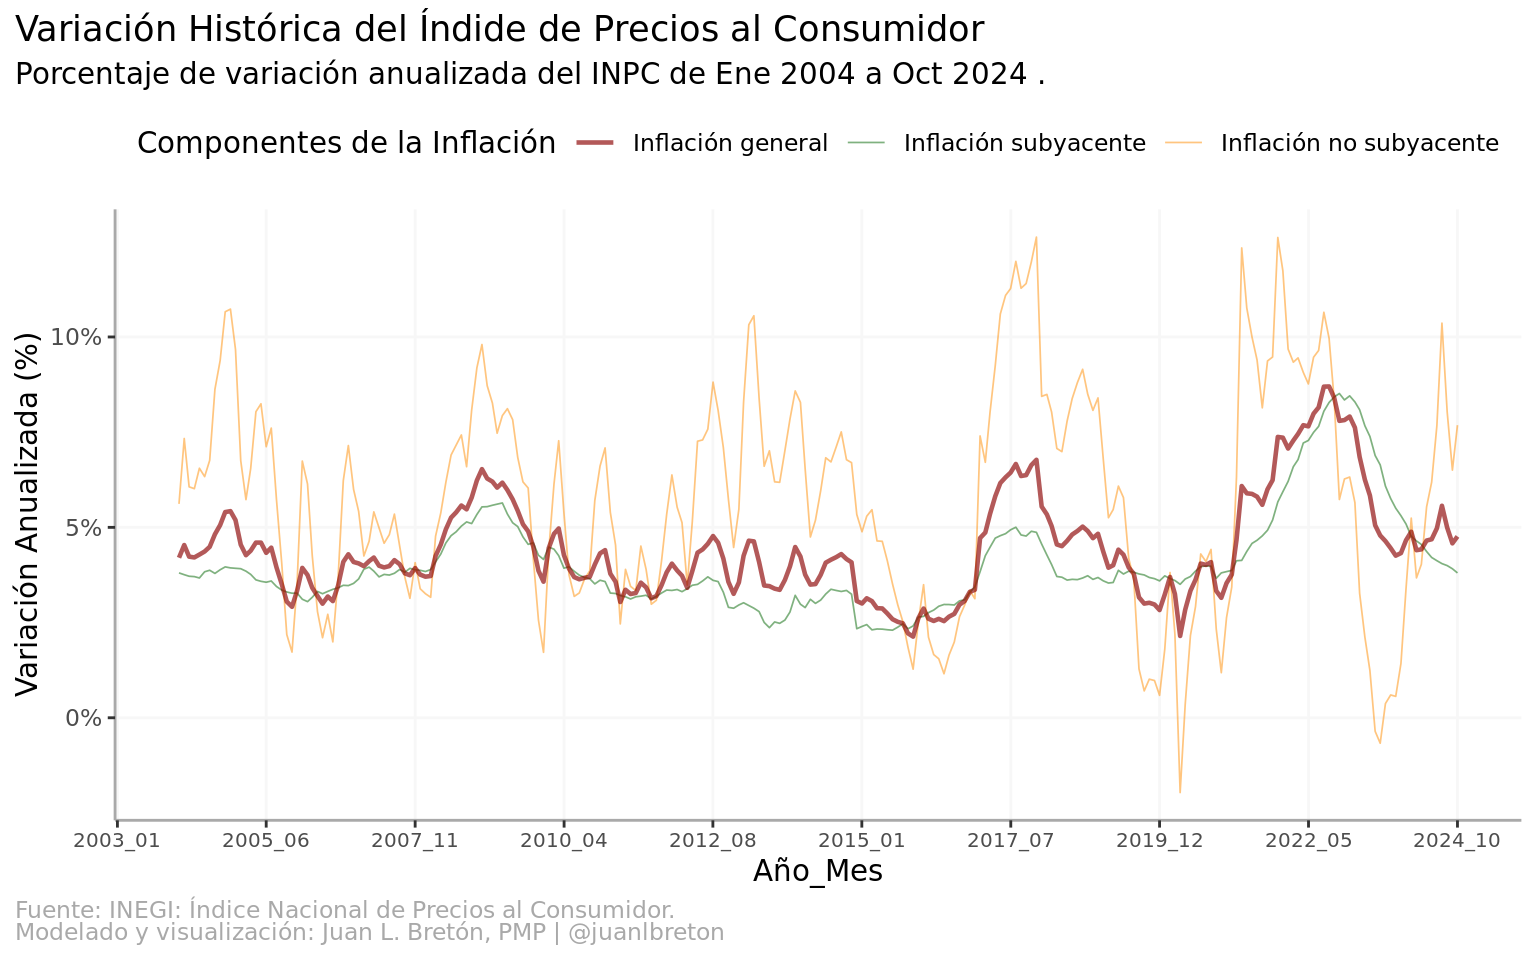 Variación Histórica del Índide de Precios al Consumidor
Porcentaje de variación anualizada del INPC de Ene 2004 a Oct 2024 .
Componentes de la Inflación Inflación general Inflación subyacente Inflación no subyacente
Variación Anualizada (%)
10%
5%
0%
2003_01 2005_06 2007_11 2010_04 2012_08 2015_01 2017_07 2019_12 2022_05 2024_10
Año_Mes
Fuente: INEGI: Índice Nacional de Precios al Consumidor.
Modelado y visualización: Juan L. Bretón, PMP | @juanlbreton